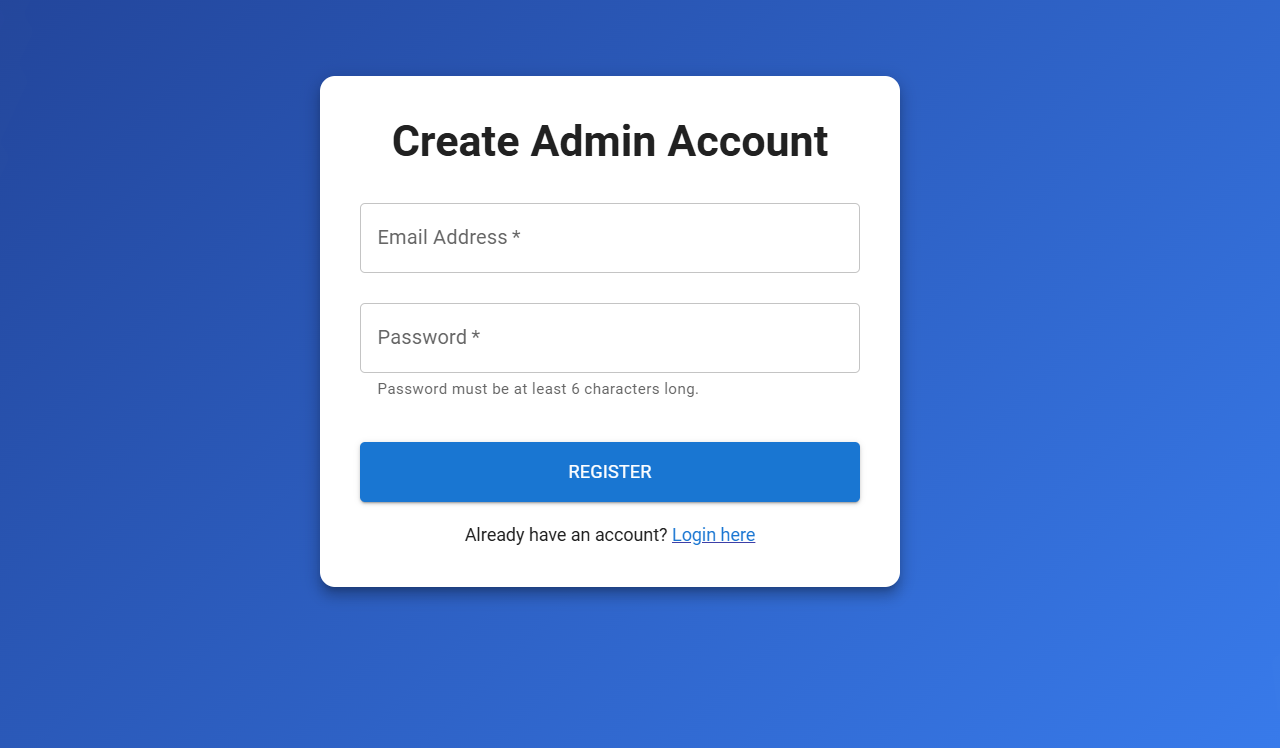 Create Admin Account
Email Address *
Password *
Password must be at least 6 characters long.
REGISTER
Already have an account? Login here